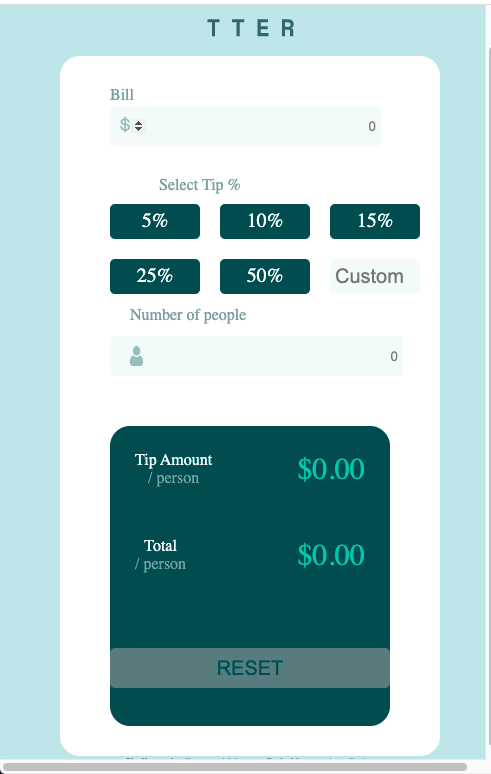 TTER
Bill
$ 0
Select Tip %
5% 10% 15%
25% 50% Custom
Number of people
0
Tip Amount $0.00
/ person
Total $0.00
/ person
RESET